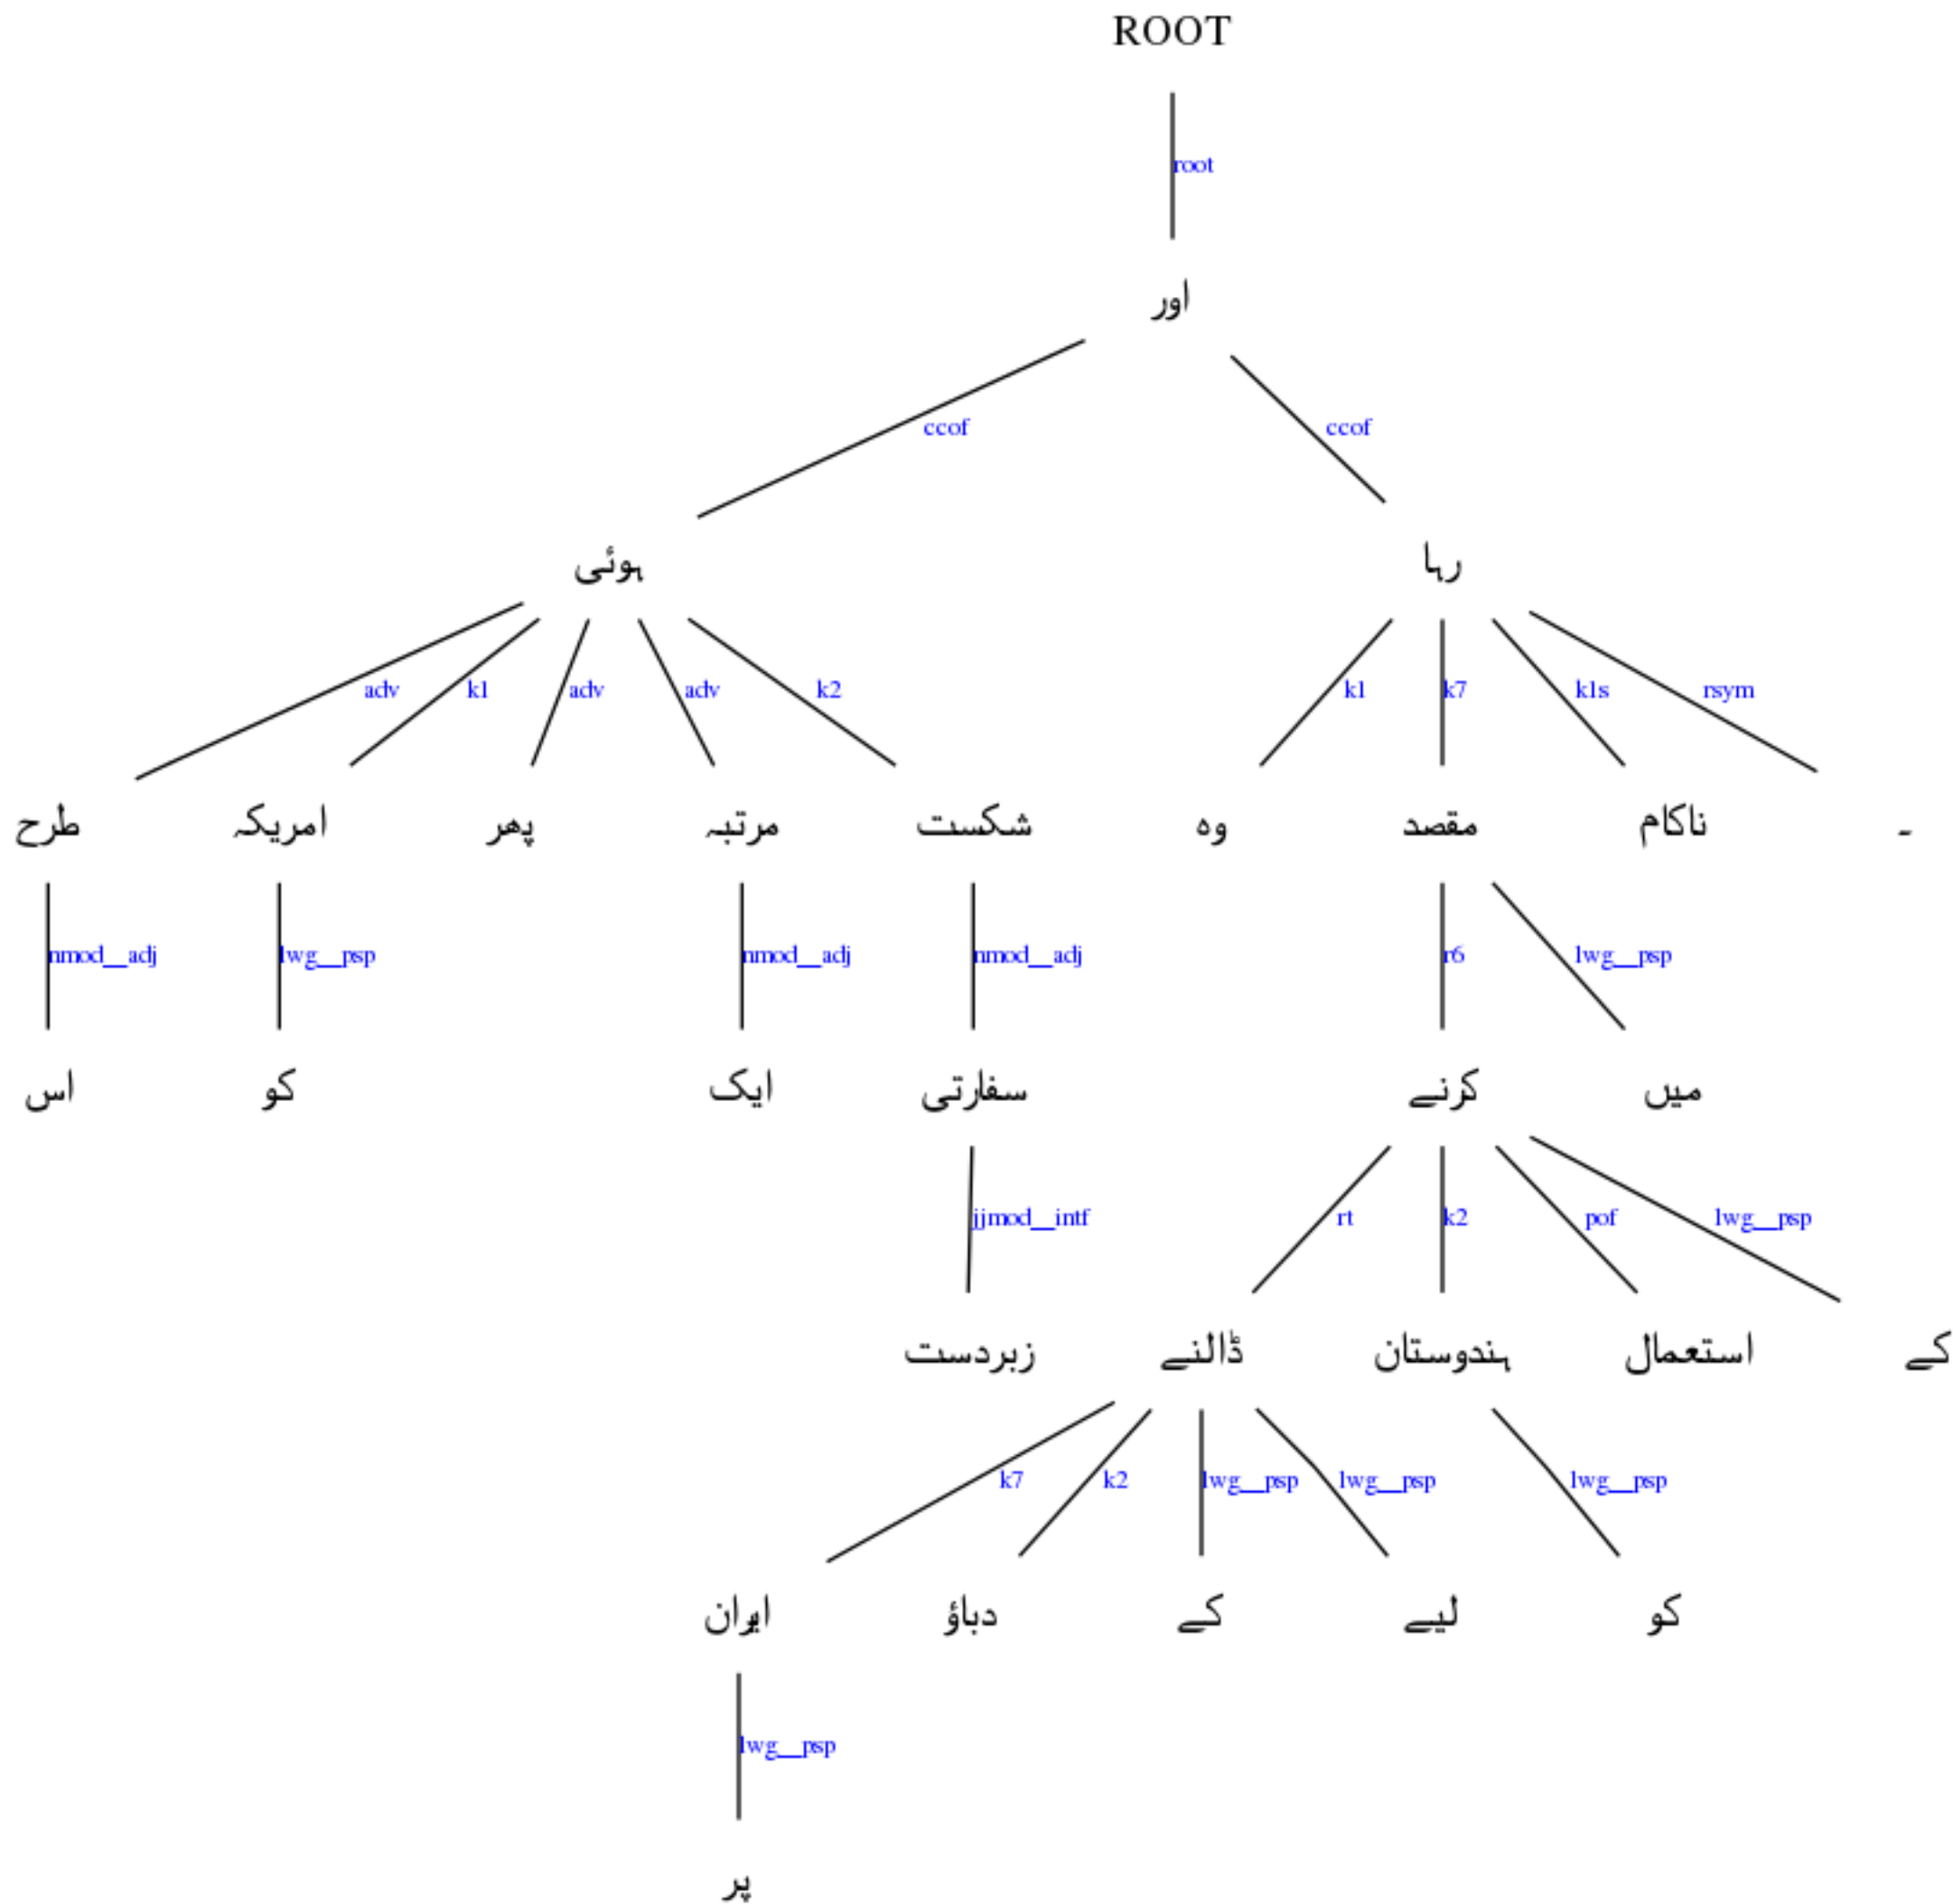 ROOT
root
اور
ccof ccof
ہوئی رہا
adv k1 adv adv k2 k1 k7 k1s rsym
طرح امریکہ پھر مرتبہ شکست وہ مقصد ناکام ۔
nmod__adj lwg__psp nmod__adj nmod__adj r6 lwg__psp
اس کو ایک سفارتی کرنے میں
jjmod__intf rt k2 pof lwg__psp
زبردست ڈالنے ہندوستان استعمال کے
k7 k2 lwg__psp lwg__psp lwg__psp
ایران دباؤ کے لیے کو
lwg__psp
پر